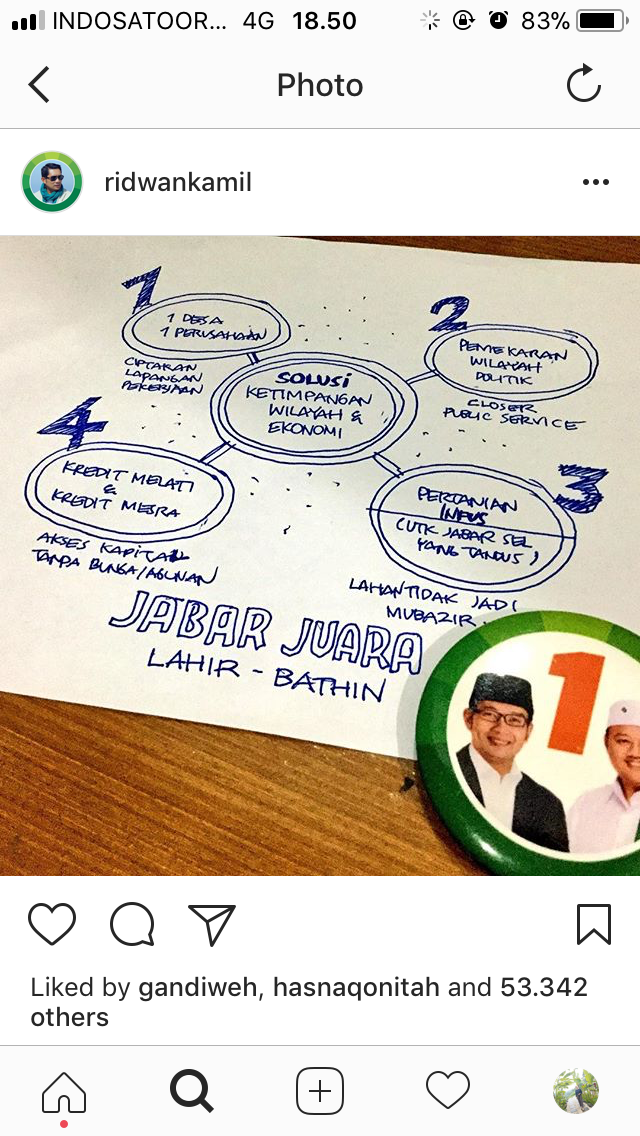 INDOSATOOR... 4G 18.50 83%
Photo
ridwankamil
1
1 DESA
1 PERUSAHAAN
CIPTAKAN
LAPANGAN
PEKERJAAN
2
PEMEKARAN
WILAYAH
POLITIK
CLOSER
PUBLIC SERVICE
SOLUSI
KETIMPANGAN
WILAYAH &
EKONOMI
4
KREDIT MELATI
&
KREDIT MESRA
AKSES KAPITAL
TANPA BUNGA/AGUNAN
3
PERTANIAN
INFUS
(UTK JABAR SEL
YANG TANDUS)
LAHAN TIDAK JADI
MUBAZIR.
JABAR JUARA
LAHIR - BATHIN
1
Liked by gandiweh, hasnaqonitah and 53.342
others